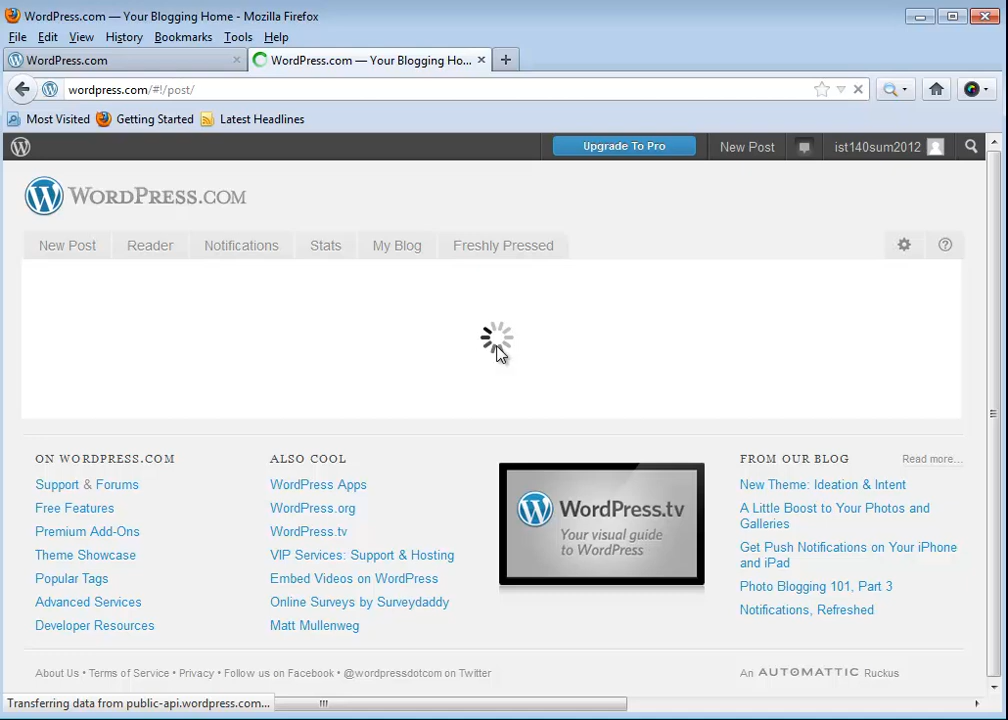 WordPress.com — Your Blogging Home - Mozilla Firefox
File Edit View History Bookmarks Tools Help
WordPress.com
WordPress.com — Your Blogging Ho...
wordpress.com/#!/post/
Most Visited Getting Started Latest Headlines
Upgrade To Pro New Post ist140sum2012
WORDPRESS.COM
New Post Reader Notifications Stats My Blog Freshly Pressed
ON WORDPRESS.COM
Support & Forums
Free Features
Premium Add-Ons
Theme Showcase
Popular Tags
Advanced Services
Developer Resources
ALSO COOL
WordPress Apps
WordPress.org
WordPress.tv
VIP Services: Support & Hosting
Embed Videos on WordPress
Online Surveys by Surveydaddy
Matt Mullenweg
WordPress.tv
Your visual guide
to WordPress
FROM OUR BLOG Read more...
New Theme: Ideation & Intent
A Little Boost to Your Photos and
Galleries
Get Push Notifications on Your iPhone
and iPad
Photo Blogging 101, Part 3
Notifications, Refreshed
About Us • Terms of Service • Privacy • Follow us on Facebook • @wordpressdotcom on Twitter
An AUTOMATTIC Ruckus
Transferring data from public-api.wordpress.com...